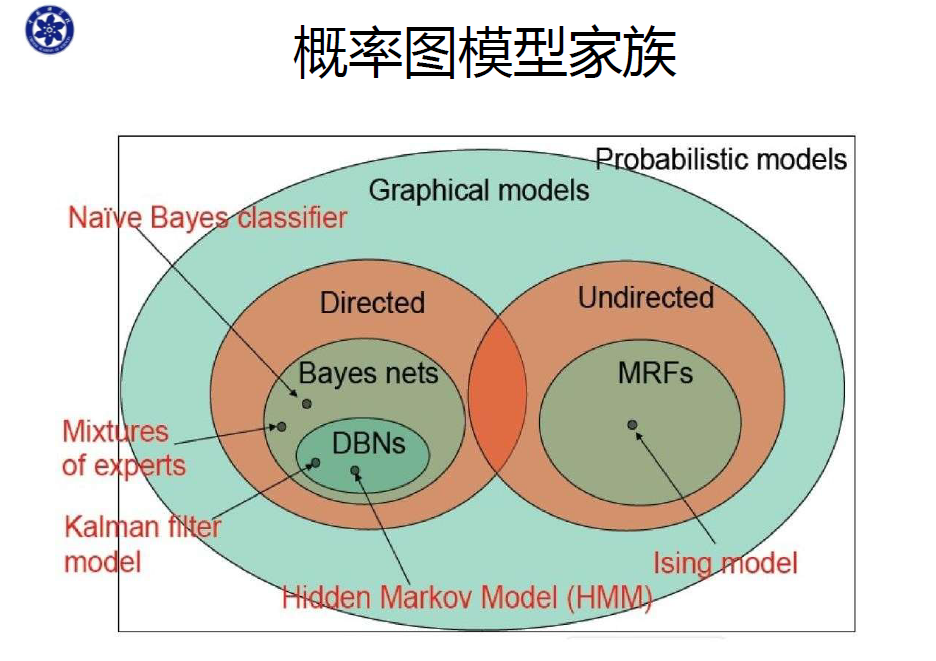 概率图模型家族
Probabilistic models
Graphical models
Naïve Bayes classifier
Directed
Undirected
Bayes nets
MRFs
Mixtures
of experts
DBNs
Kalman filter
model
Ising model
Hidden Markov Model (HMM)